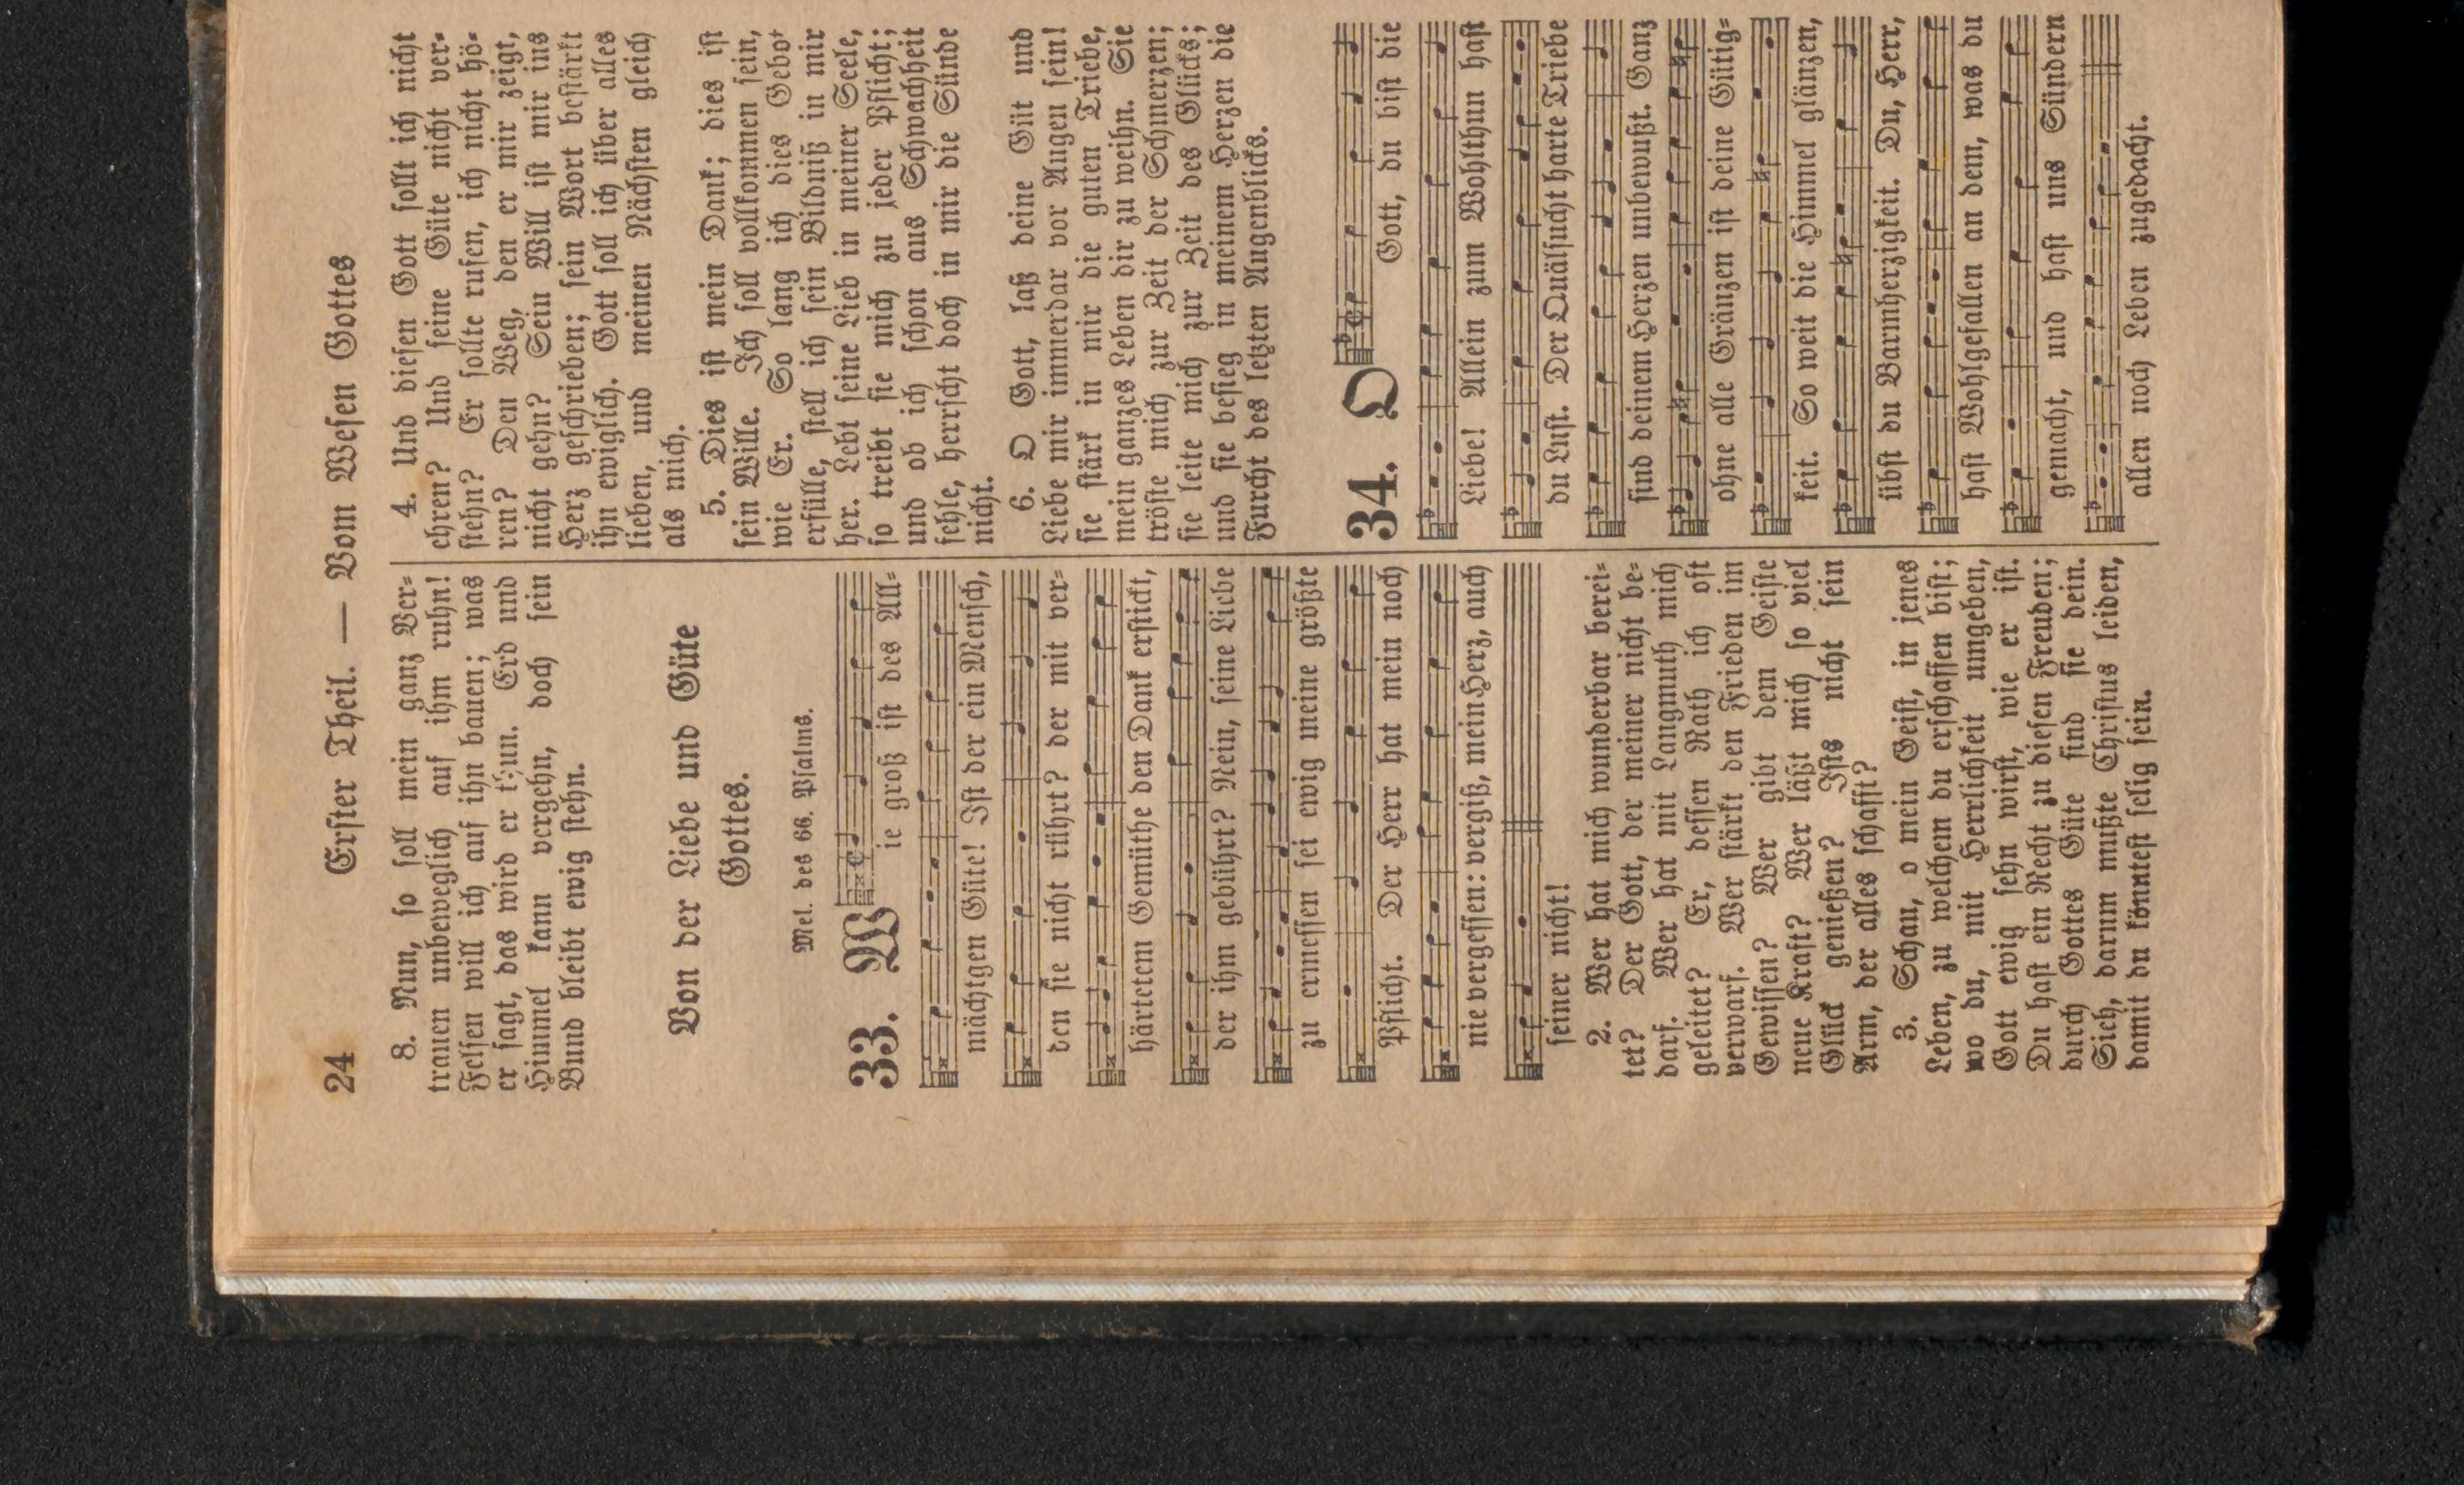 24 Erster Theil. — Vom Wesen Gottes
8. Nun, so soll mein ganz Ver-
trauen unbeweglich auf ihm ruhn!
Felsen will ich auf ihn bauen; was
er sagt, das wird er thun. Erd und
Himmel kann vergehn, doch sein
Bund bleibt ewig stehn.
Von der Liebe und Güte
Gottes.
Mel. des 66. Psalms.
33. Wie groß ist des All-
mächtigen Güte! Ist der ein Mensch,
den sie nicht rührt? der mit ver-
härtetem Gemüthe den Dank erstickt,
der ihm gebührt? Nein, seine Liebe
zu ermessen sei ewig meine größte
Pflicht. Der Herr hat mein noch
nie vergessen: vergiß, mein Herz, auch
seiner nicht!
2. Wer hat mich wunderbar berei-
tet? Der Gott, der meiner nicht be-
darf. Wer hat mit Langmuth mich
geleitet? Er, dessen Rath ich oft
verwarf. Wer stärkt den Frieden im
Gewissen? Wer gibt dem Geiste
neue Kraft? Wer läßt mich so viel
Glück genießen? Ists nicht sein
Arm, der alles schafft?
3. Schau, o mein Geist, in jenes
Leben, zu welchem du erschaffen bist;
wo du, mit Herrlichkeit umgeben,
Gott ewig sehn wirst, wie er ist.
Du hast ein Recht zu diesen Freuden;
durch Gottes Güte sind sie dein.
Sieh, darum mußte Christus leiden,
damit du könntest selig sein.
4. Und diesen Gott sollt ich nicht
ehren? Und seine Güte nicht ver-
stehn? Er sollte rufen, ich nicht hö-
ren? Den Weg, den er mir zeigt,
nicht gehn? Sein Will ist mir ins
Herz geschrieben; sein Wort bestärkt
ihn ewiglich. Gott soll ich über alles
lieben, und meinen Nächsten gleich
als mich.
5. Dies ist mein Dank; dies ist
sein Wille. Ich soll vollkommen sein,
wie Er. So lang ich dies Gebot
erfülle, stell ich sein Bildniß in mir
her. Lebt seine Lieb in meiner Seele,
so treibt sie mich zu jeder Pflicht;
und ob ich schon aus Schwachheit
fehle, herrscht doch in mir die Sünde
nicht.
6. O Gott, laß deine Güt und
Liebe mir immerdar vor Augen sein!
sie stärk in mir die guten Triebe,
mein ganzes Leben dir zu weihn. Sie
tröste mich zur Zeit der Schmerzen;
sie leite mich zur Zeit des Glücks;
und sie besieg in meinem Herzen die
Furcht des letzten Augenblicks.
34. O Gott, du bist die
Liebe! Allein zum Wohlthun hast
du Lust. Der Quälsucht harte Triebe
sind deinem Herzen unbewußt. Ganz
ohne alle Gränzen ist deine Gütig-
keit. So weit die Himmel glänzen,
übst du Barmherzigkeit. Du, Herr,
hast Wohlgefallen an dem, was du
gemacht, und hast uns Sündern
allen noch Leben zugedacht.